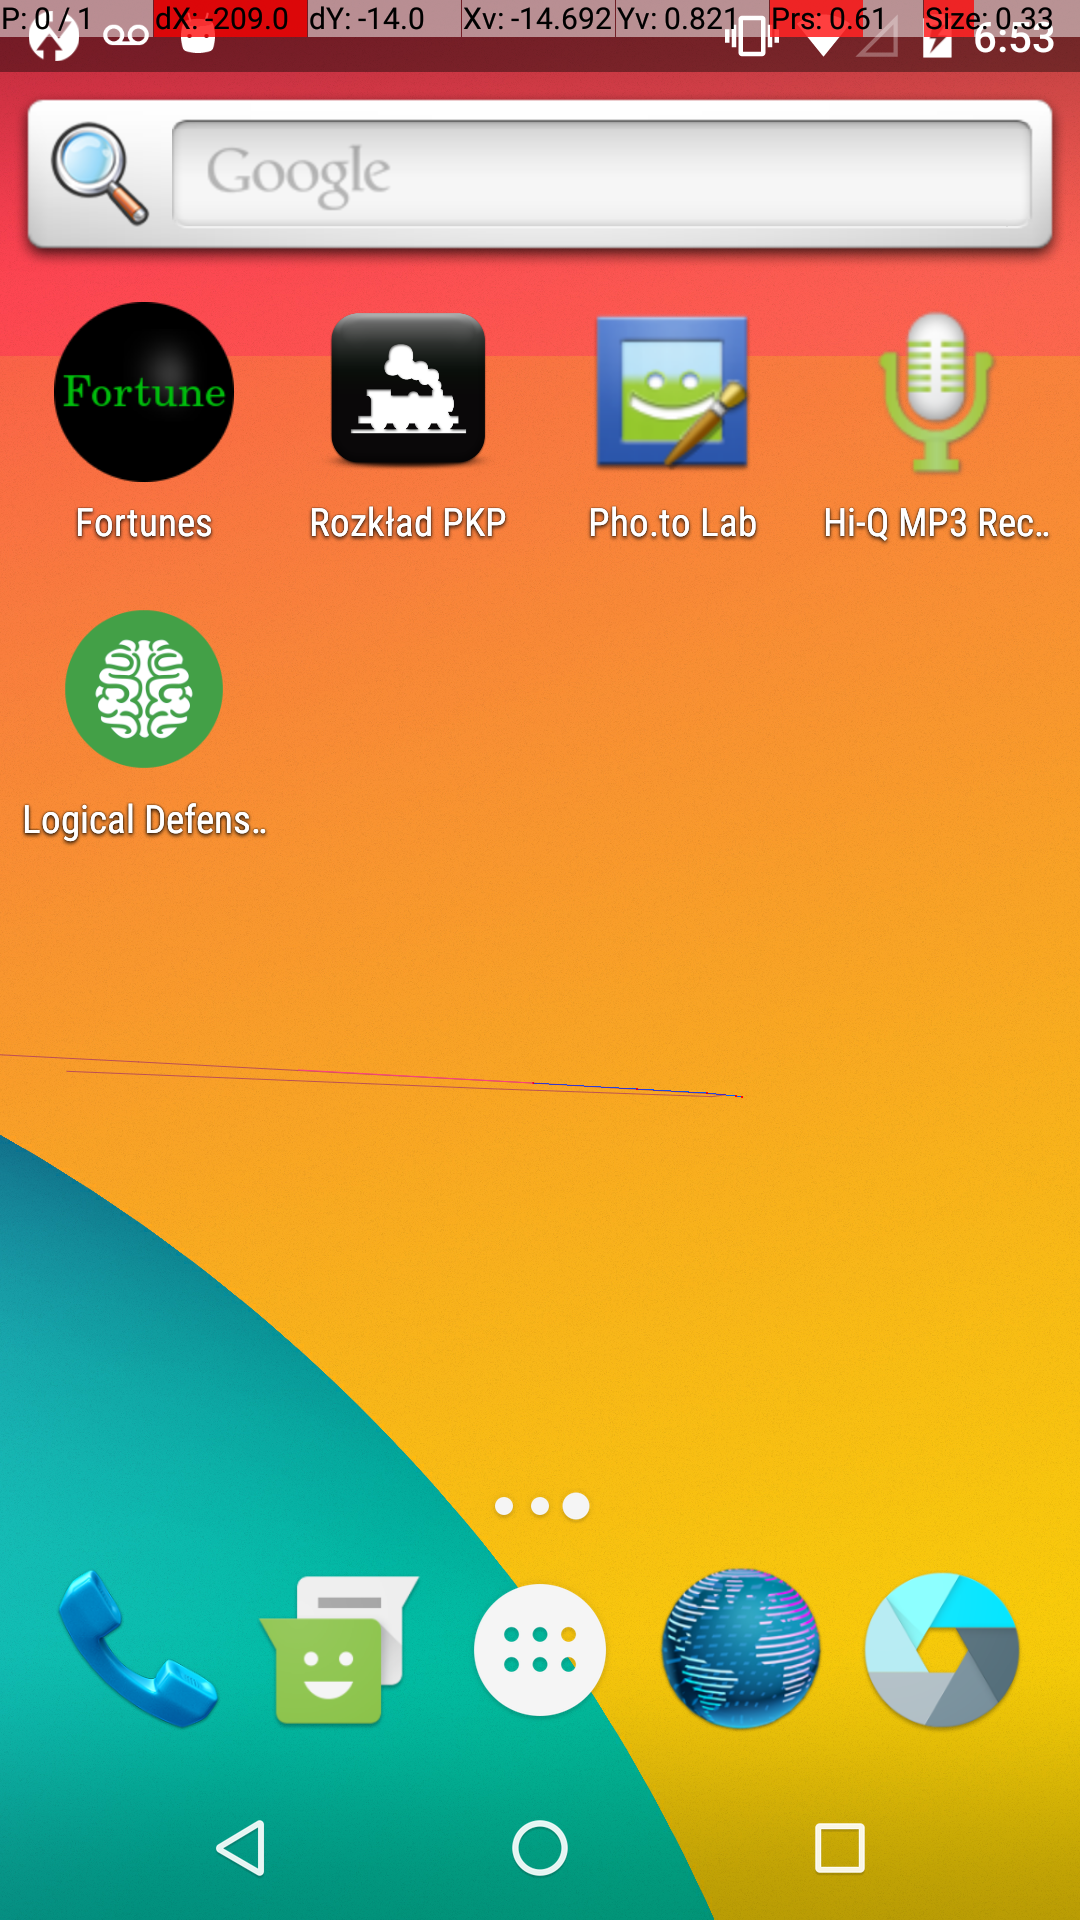 P: 0 / 1 dX: -209.0 dY: -14.0 Xv: -14.692 Yv: 0.821 Prs: 0.61 Size: 0.33
6:53
Google
Fortune
Fortunes Rozkład PKP Pho.to Lab Hi-Q MP3 Rec..
Logical Defens..